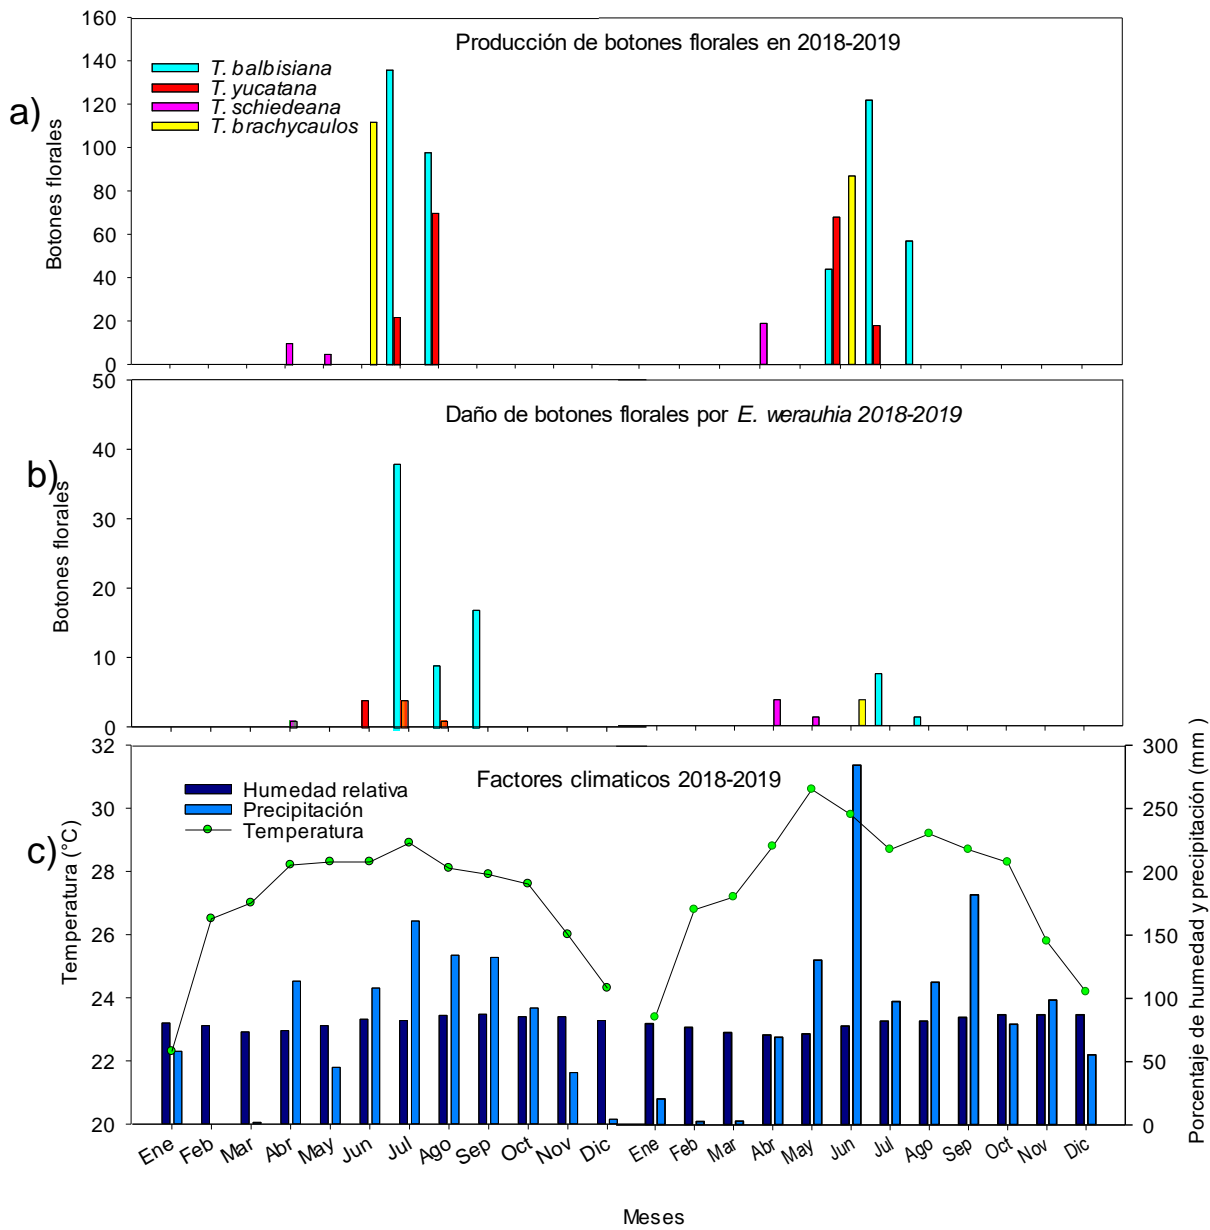 Producción de botones florales en 2018-2019
T. balbisiana
T. yucatana
T. schiedeana
T. brachycaulos
a)
Botones florales
160
140
120
100
80
60
40
20
0
Daño de botones florales por E. werauhia 2018-2019
b)
Botones florales
50
40
30
20
10
0
Factores climaticos 2018-2019
Humedad relativa
Precipitación
Temperatura
c)
Temperatura (°C)
32
30
28
26
24
22
20
Porcentaje de humedad y precipitación (mm )
300
250
200
150
100
50
0
Ene Feb Mar Abr May Jun Jul Ago Sep Oct Nov Dic Ene Feb Mar Abr May Jun Jul Ago Sep Oct Nov Dic
Meses